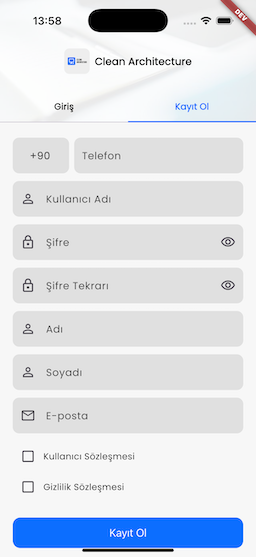 13:58
DEV
Clean Architecture
Giriş
Kayıt Ol
+90
Telefon
Kullanıcı Adı
Şifre
Şifre Tekrarı
Adı
Soyadı
E-posta
Kullanıcı Sözleşmesi
Gizlilik Sözleşmesi
Kayıt Ol